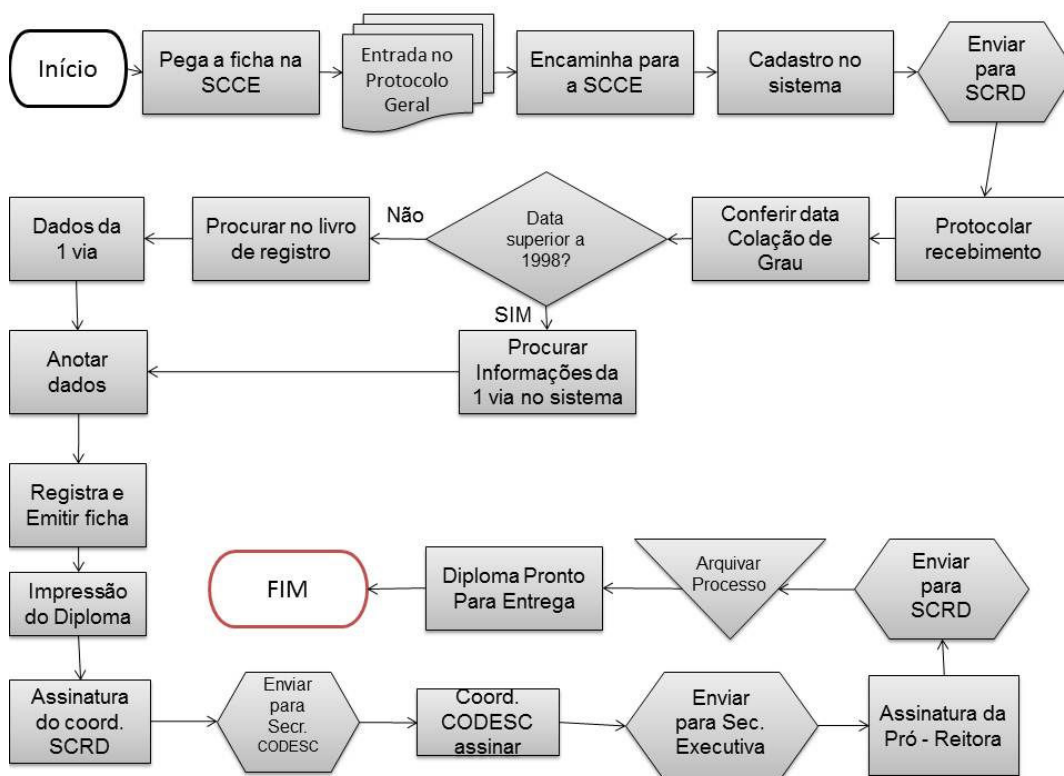 Início
Pega a ficha na
SCCE
Entrada no
Protocolo
Geral
Encaminha para
a SCCE
Cadastro no
sistema
Enviar
para
SCRD
Protocolar
recebimento
Conferir data
Colação de
Grau
Data
superior a
1998?
Não
SIM
Procurar no livro
de registro
Dados da
1 via
Procurar
Informações da
1 via no sistema
Anotar
dados
Registra e
Emitir ficha
Impressão
do Diploma
Assinatura
do coord.
SCRD
Enviar
para
Secr.
CODESC
Coord.
CODESC
assinar
Enviar
para Sec.
Executiva
Assinatura da
Pró - Reitora
Enviar
para
SCRD
Arquivar
Processo
Diploma Pronto
Para Entrega
FIM